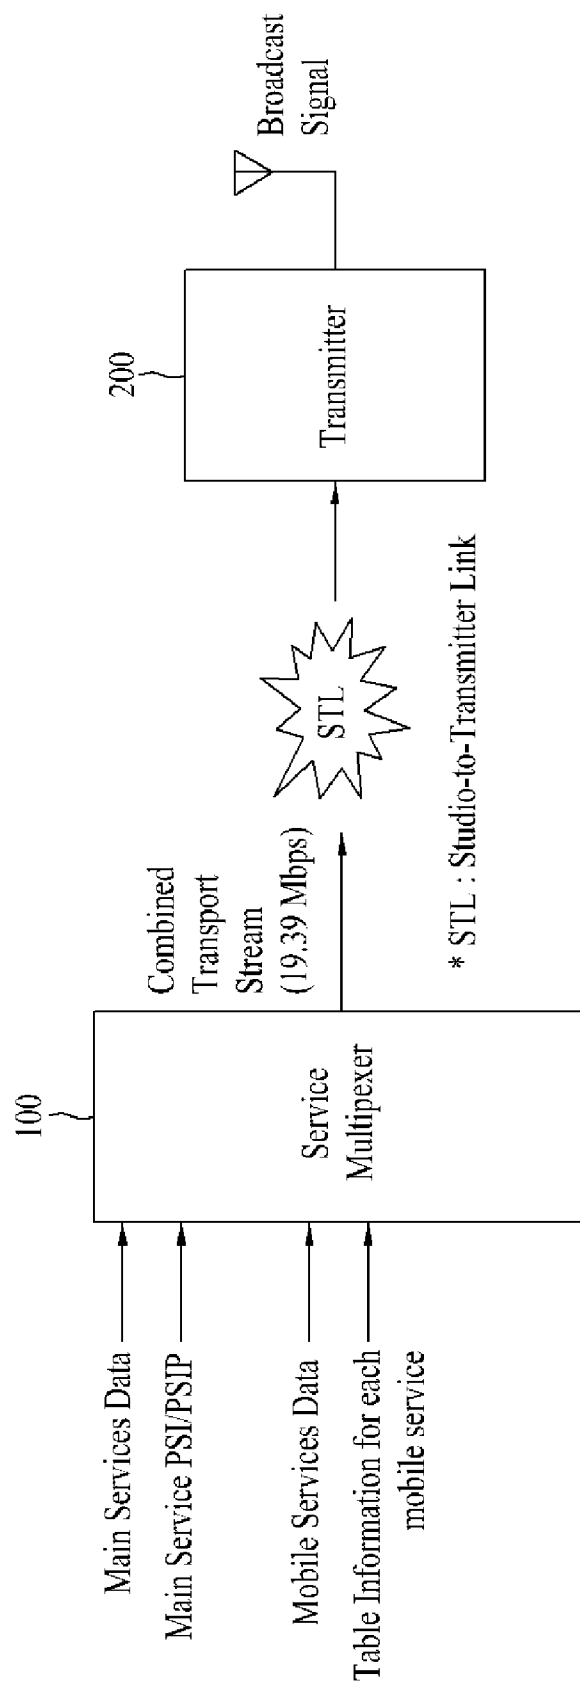 Main Services Data
Main Service PSI/PSIP
Mobile Services Data
Table Information for each
mobile service
100
Service
Multipexer
Combined
Transport
Stream
(19.39 Mbps)
STL
200
Transmitter
Broadcast
Signal
* STL : Studio-to-Transmitter Link